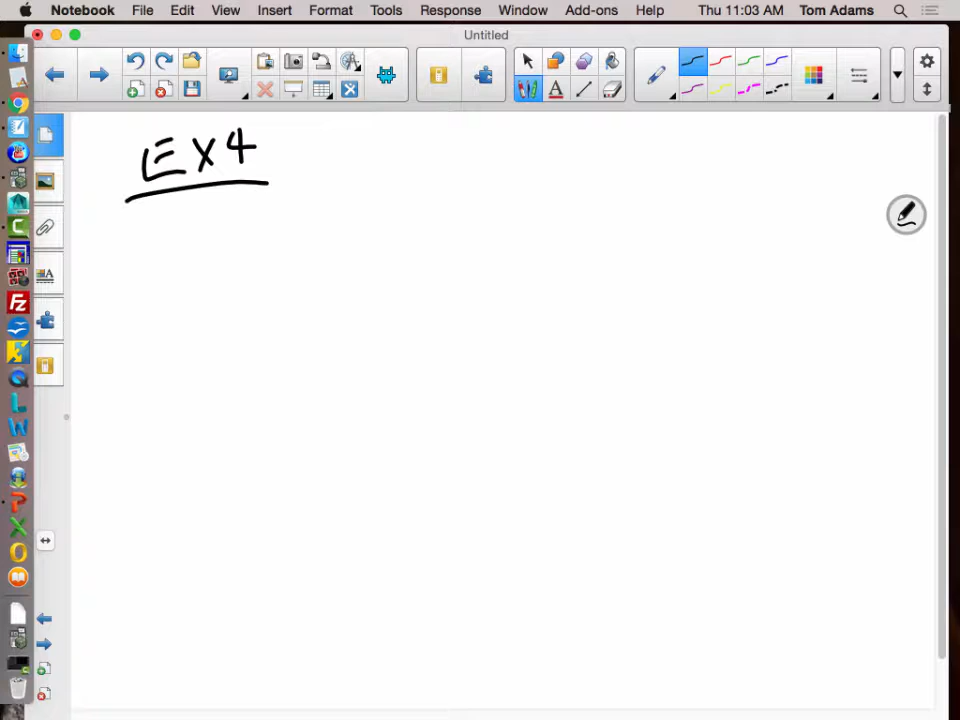 Notebook File Edit View Insert Format Tools Response Window Add-ons Help Thu 11:03 AM Tom Adams
Untitled
Ex4